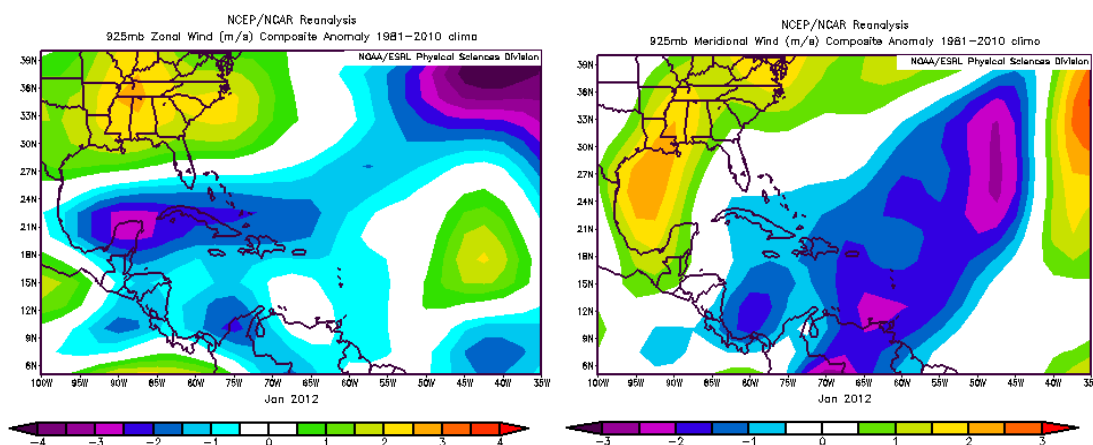 NCEP/NCAR Reanalysis
925mb Zonal Wind (m/s) Composite Anomaly 1981-2010 climo
NOAA/ESRL Physical Sciences Division
39N
36N
33N
30N
27N
24N
21N
18N
15N
12N
9N
6N
100W 95W 90W 85W 80W 75W 70W 65W 60W 55W 50W 45W 40W 35W
Jan 2012
-4 -3 -2 -1 0 1 2 3 4
NCEP/NCAR Reanalysis
925mb Meridional Wind (m/s) Composite Anomaly 1981-2010 climo
NOAA/ESRL Physical Sciences Division
39N
36N
33N
30N
27N
24N
21N
18N
15N
12N
9N
6N
100W 95W 90W 85W 80W 75W 70W 65W 60W 55W 50W 45W 40W 35W
Jan 2012
-3 -2 -1 0 1 2 3